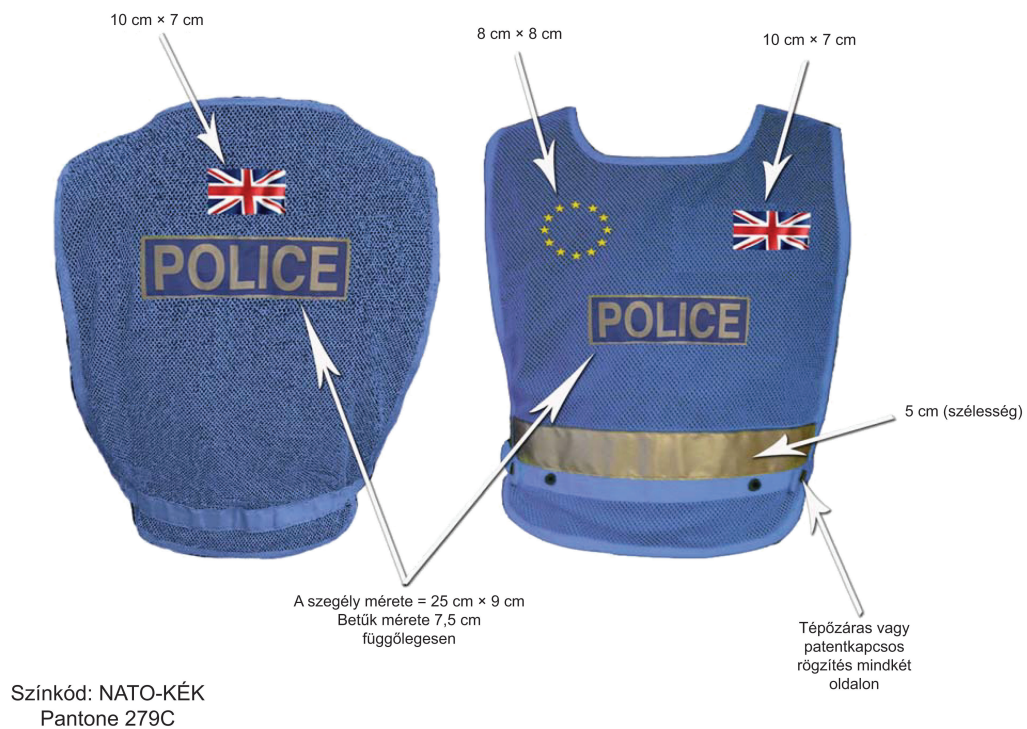 10 cm × 7 cm
8 cm × 8 cm
10 cm × 7 cm
POLICE
POLICE
5 cm (szélesség)
A szegély mérete = 25 cm × 9 cm
Betűk mérete 7,5 cm
függőlegesen
Tépőzáras vagy
patentkapcsos
rögzítés mindkét
oldalon
Színkód: NATO-KÉK
Pantone 279C